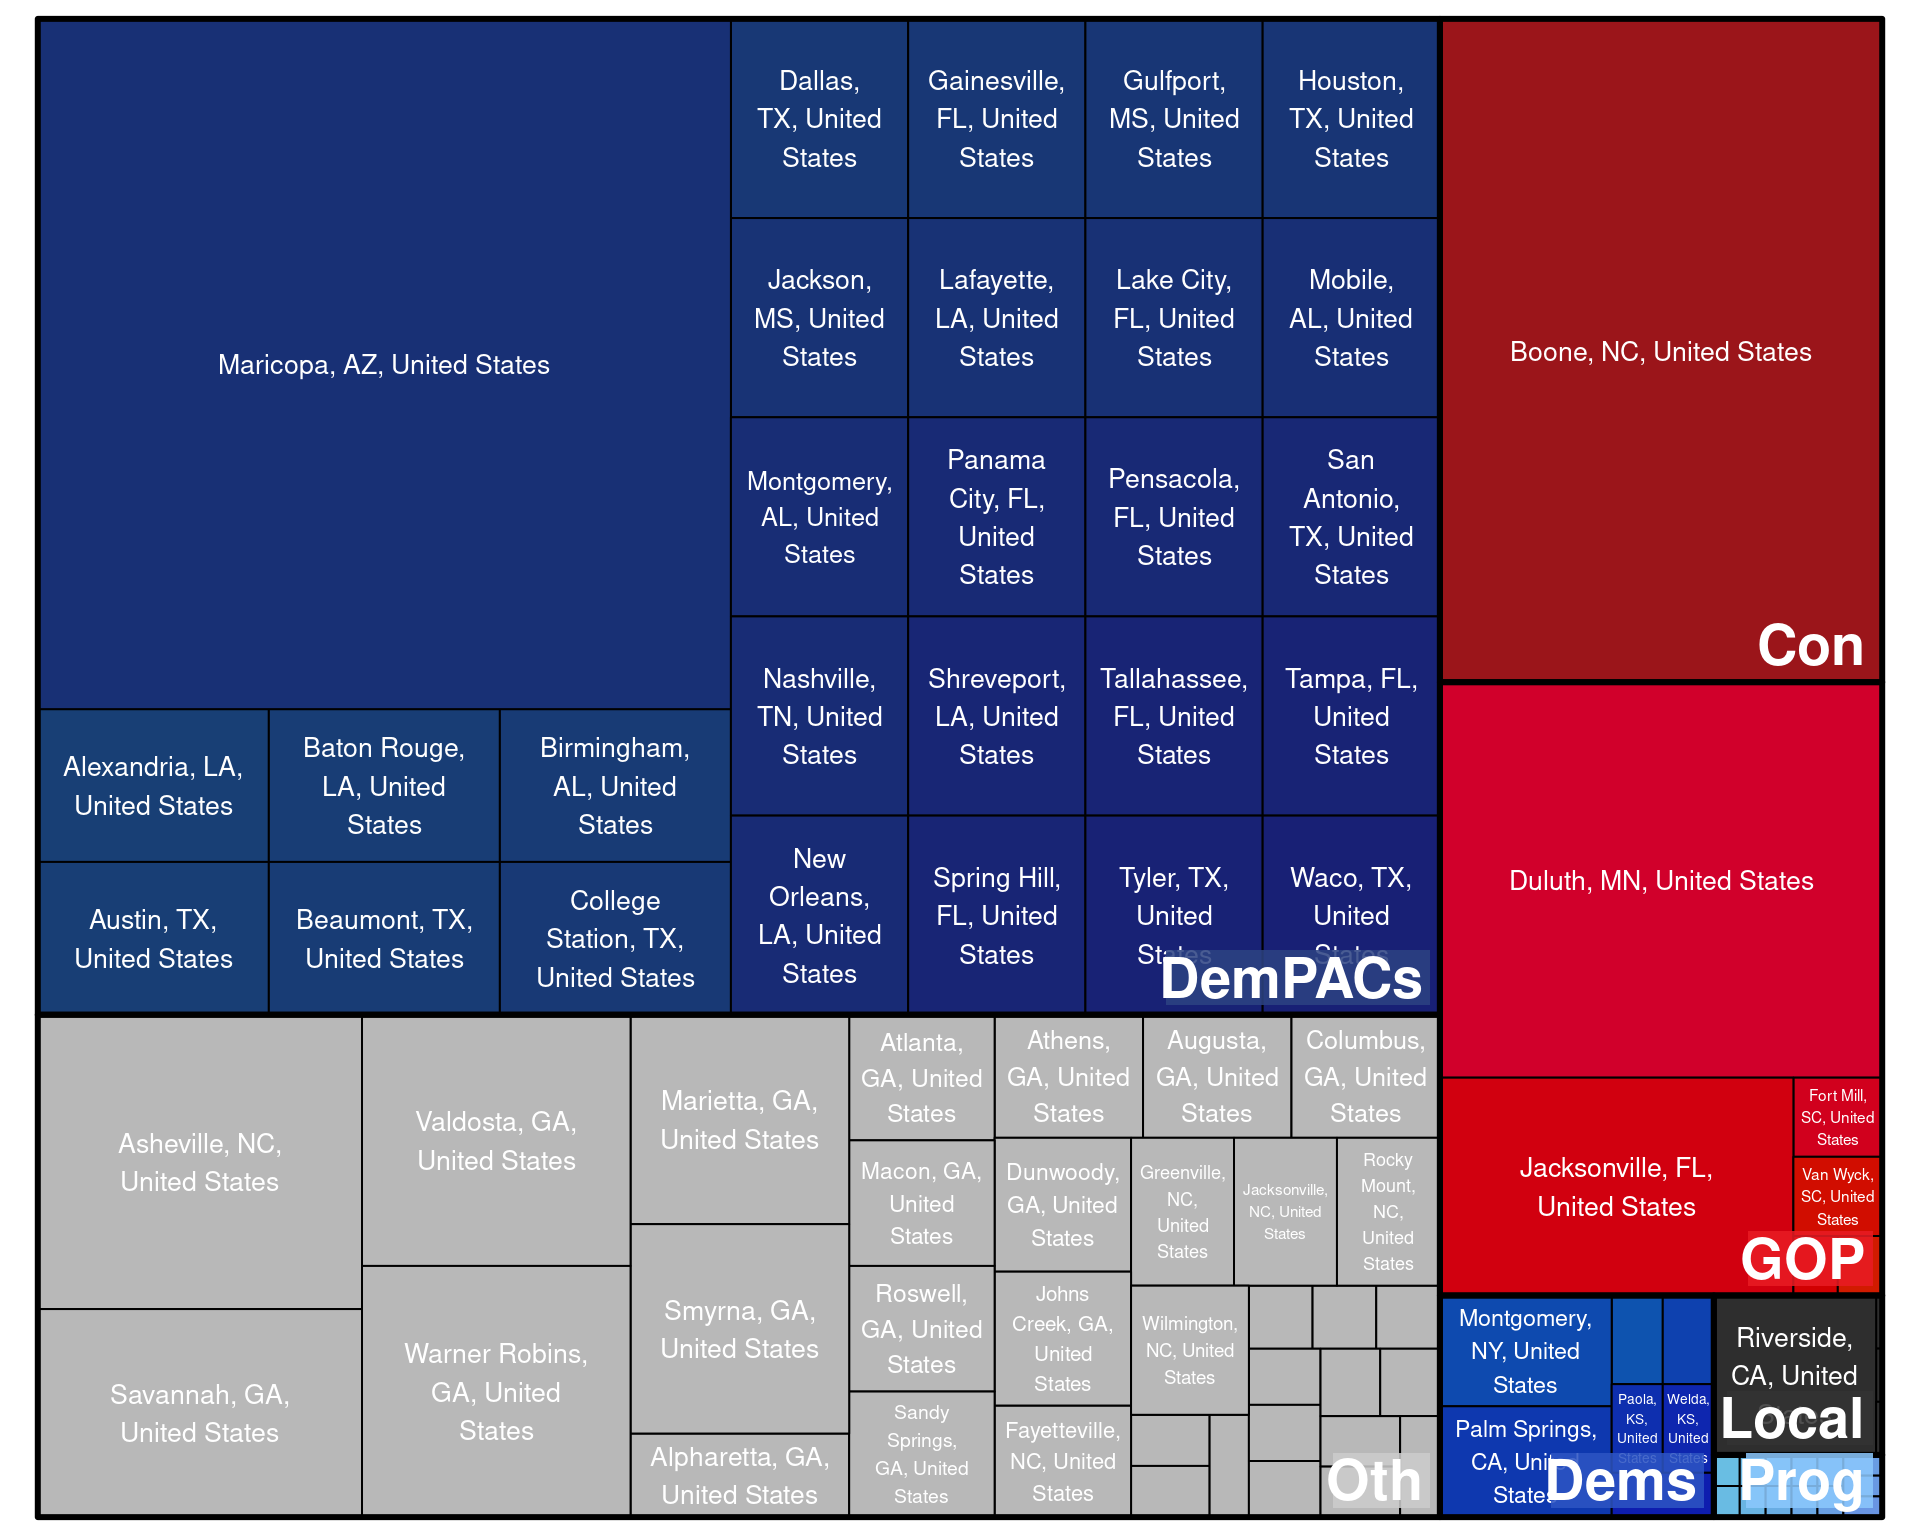 Maricopa, AZ, United States
Dallas,
TX, United
States
Gainesville,
FL, United
States
Gulfport,
MS, United
States
Houston,
TX, United
States
Jackson,
MS, United
States
Lafayette,
LA, United
States
Lake City,
FL, United
States
Mobile,
AL, United
States
Montgomery,
AL, United
States
Panama
City, FL,
United
States
Pensacola,
FL, United
States
San
Antonio,
TX, United
States
Nashville,
TN, United
States
Shreveport,
LA, United
States
Tallahassee,
FL, United
States
Tampa, FL,
United
States
New
Orleans,
LA, United
States
Spring Hill,
FL, United
States
Tyler, TX,
United
States
Waco, TX,
United
States
Alexandria, LA,
United States
Baton Rouge,
LA, United
States
Birmingham,
AL, United
States
Austin, TX,
United States
Beaumont, TX,
United States
College
Station, TX,
United States
DemPACs
Boone, NC, United States
Con
Duluth, MN, United States
Jacksonville, FL,
United States
Fort Mill,
SC, United
States
Van Wyck,
SC, United
States
GOP
Asheville, NC,
United States
Savannah, GA,
United States
Valdosta, GA,
United States
Warner Robins,
GA, United
States
Marietta, GA,
United States
Smyrna, GA,
United States
Alpharetta, GA,
United States
Atlanta,
GA, United
States
Macon, GA,
United
States
Roswell,
GA, United
States
Sandy
Springs,
GA, United
States
Athens,
GA, United
States
Augusta,
GA, United
States
Columbus,
GA, United
States
Dunwoody,
GA, United
States
Johns
Creek, GA,
United
States
Fayetteville,
NC, United
States
Greenville,
NC,
United
States
Jacksonville,
NC, United
States
Rocky
Mount,
NC,
United
States
Wilmington,
NC, United
States
Oth
Montgomery,
NY, United
States
Palm Springs,
CA, United
States
Paola,
KS,
United
States
Welda,
KS,
United
States
Dems
Riverside,
CA, United
Local
Prog